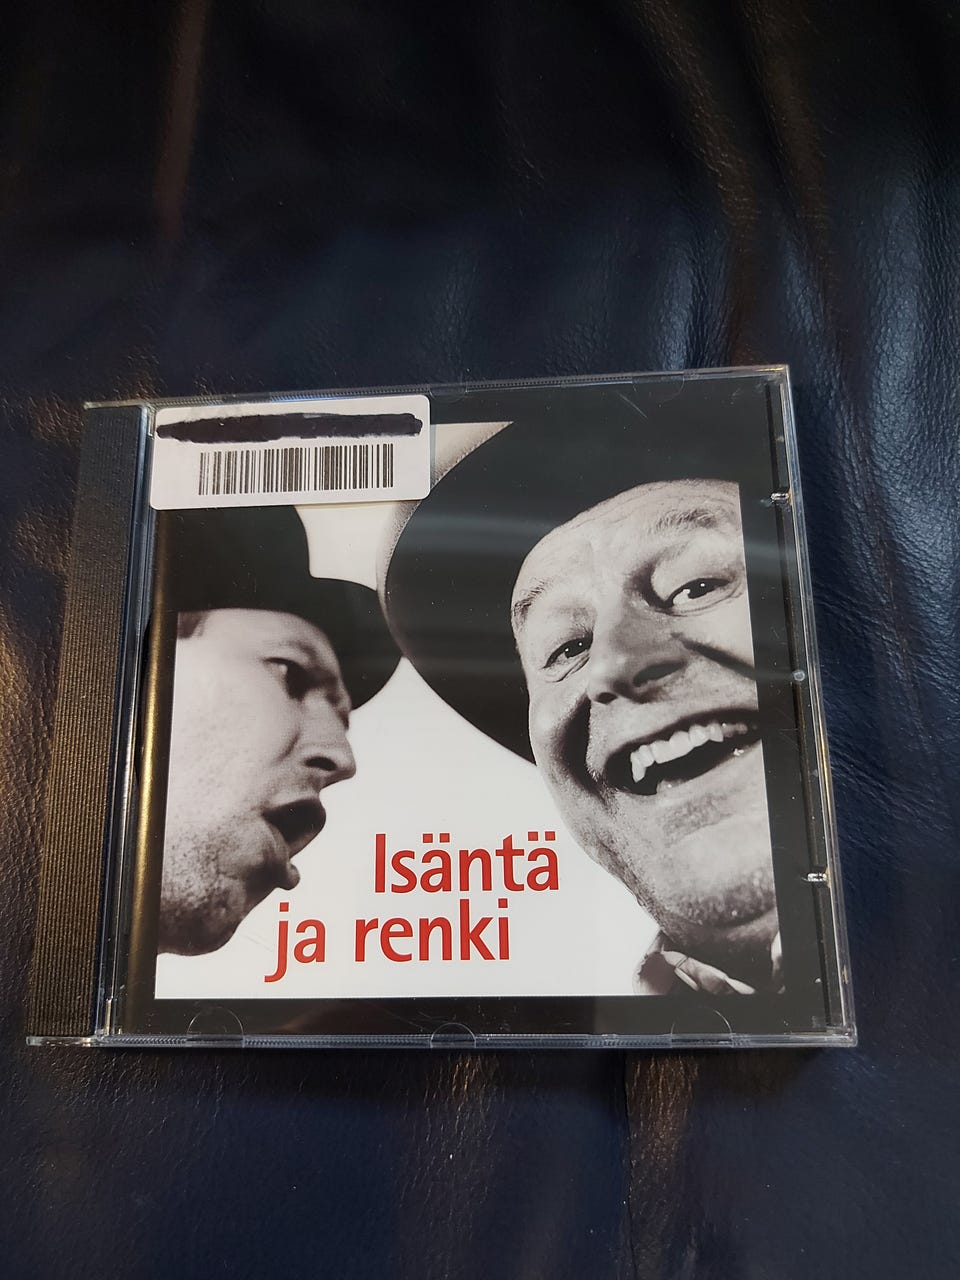 Isäntä
ja renki